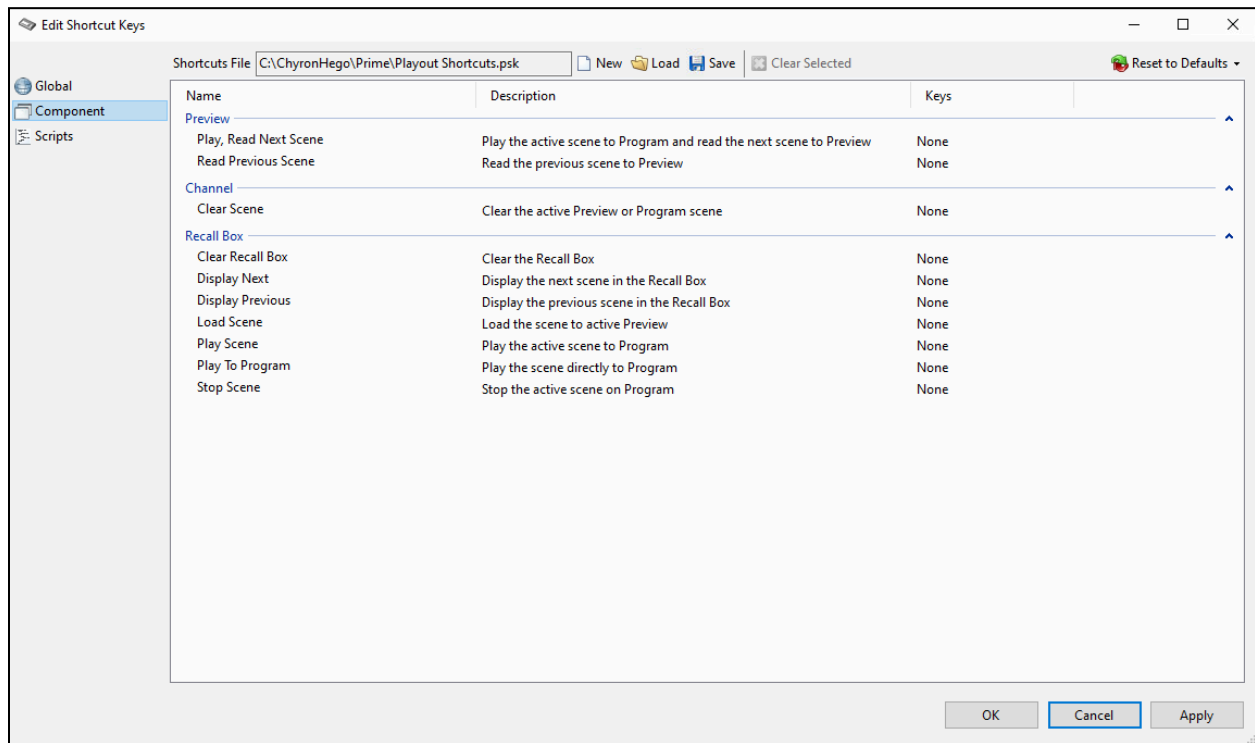 Edit Shortcut Keys
Shortcuts File C:\ChyronHego\Prime\Playout Shortcuts.psk New Load Save Clear Selected Reset to Defaults
Global
Component
Scripts
Name Description Keys
Preview
Play, Read Next Scene Play the active scene to Program and read the next scene to Preview None
Read Previous Scene Read the previous scene to Preview None
Channel
Clear Scene Clear the active Preview or Program scene None
Recall Box
Clear Recall Box Clear the Recall Box None
Display Next Display the next scene in the Recall Box None
Display Previous Display the previous scene in the Recall Box None
Load Scene Load the scene to active Preview None
Play Scene Play the active scene to Program None
Play To Program Play the scene directly to Program None
Stop Scene Stop the active scene on Program None
OK Cancel Apply